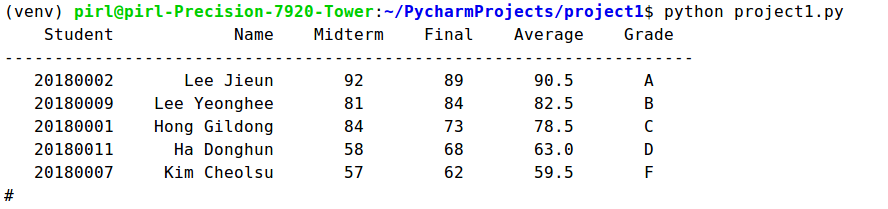 (venv) pirl@pirl-Precision-7920-Tower:~/PycharmProjects/project1$ python project1.py
Student Name Midterm Final Average Grade
---------------------------------------------------------------------
20180002 Lee Jieun 92 89 90.5 A
20180009 Lee Yeonghee 81 84 82.5 B
20180001 Hong Gildong 84 73 78.5 C
20180011 Ha Donghun 58 68 63.0 D
20180007 Kim Cheolsu 57 62 59.5 F
#